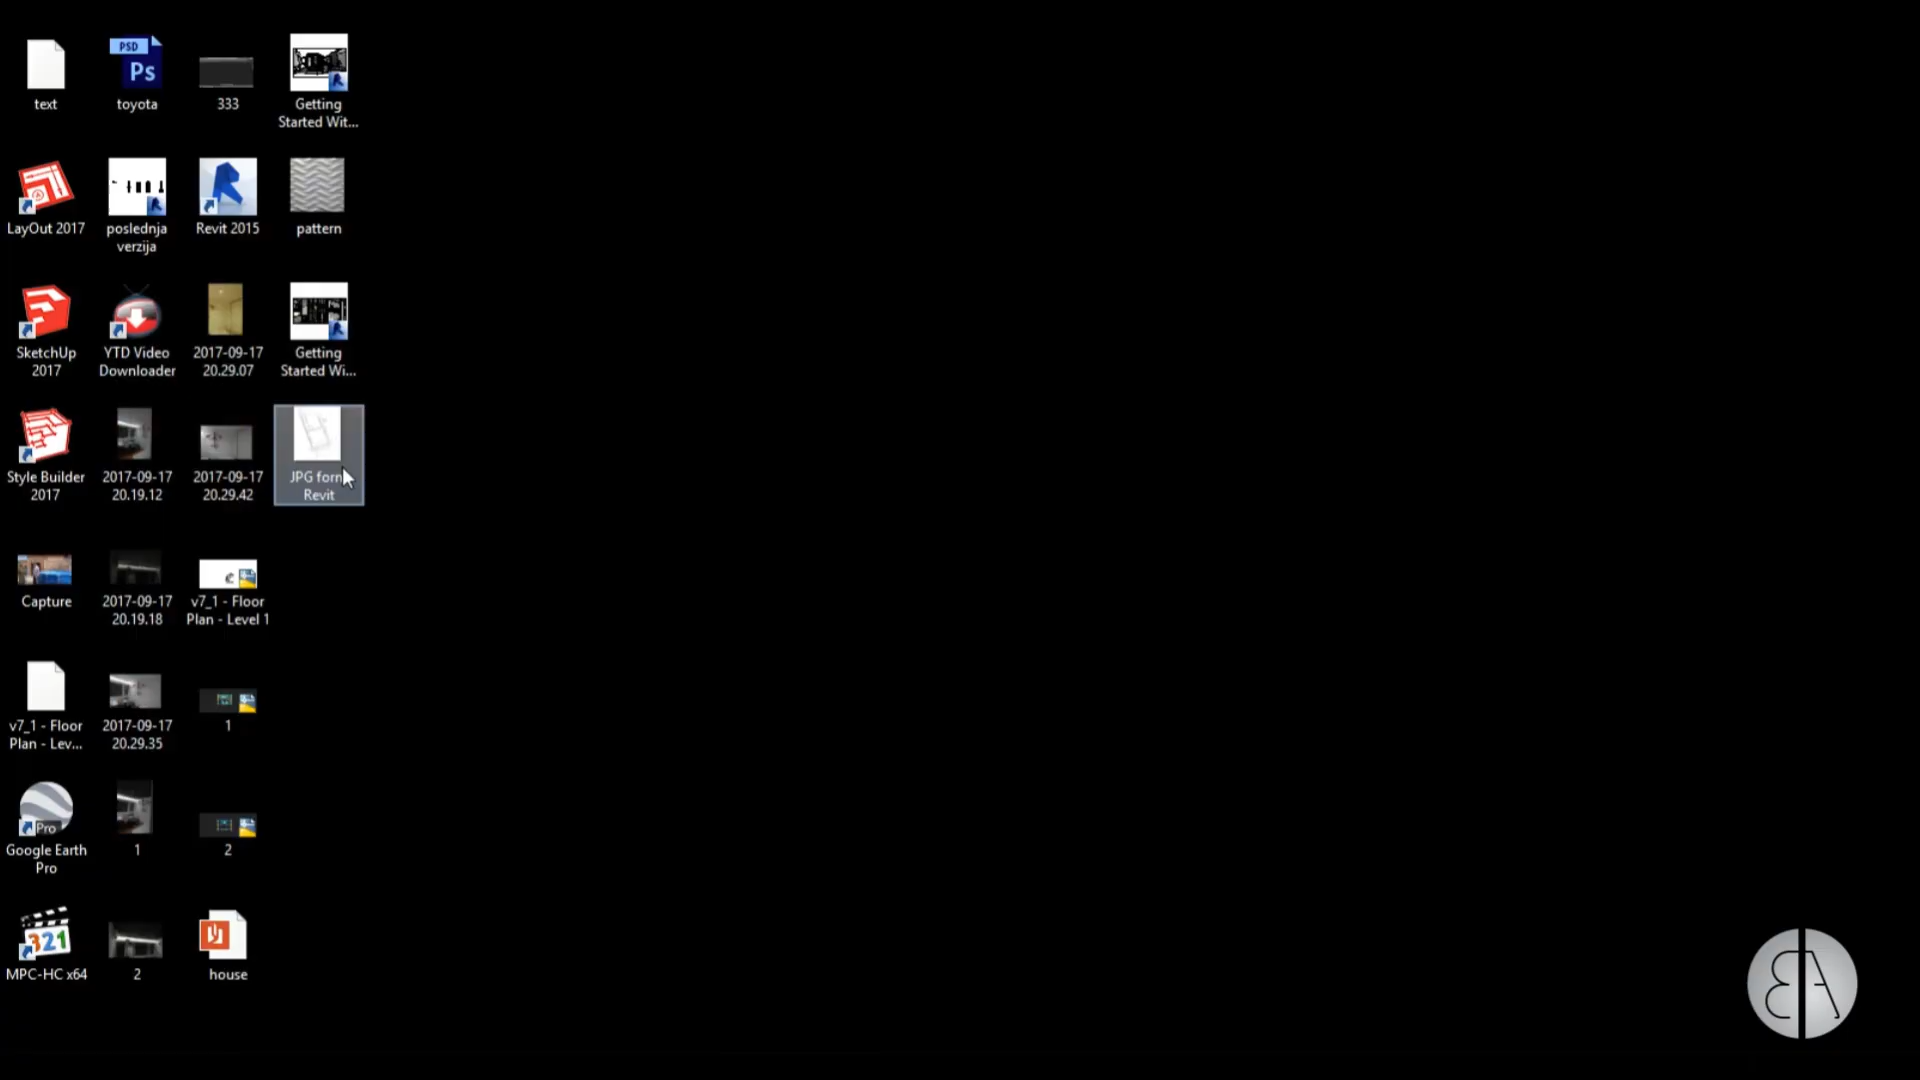 text
PSD
Ps
toyota
333
Getting
Started Wit...
LayOut 2017
poslednja
verzija
Revit 2015
pattern
SketchUp
2017
YTD Video
Downloader
2017-09-17
20.29.07
Getting
Started Wi...
Style Builder
2017
2017-09-17
20.19.12
2017-09-17
20.29.42
JPG form
Revit
Capture
2017-09-17
20.19.18
v7_1 - Floor
Plan - Level 1
v7_1 - Floor
Plan - Lev...
2017-09-17
20.29.35
1
Pro
Google Earth
Pro
1
2
321
MPC-HC x64
2
house